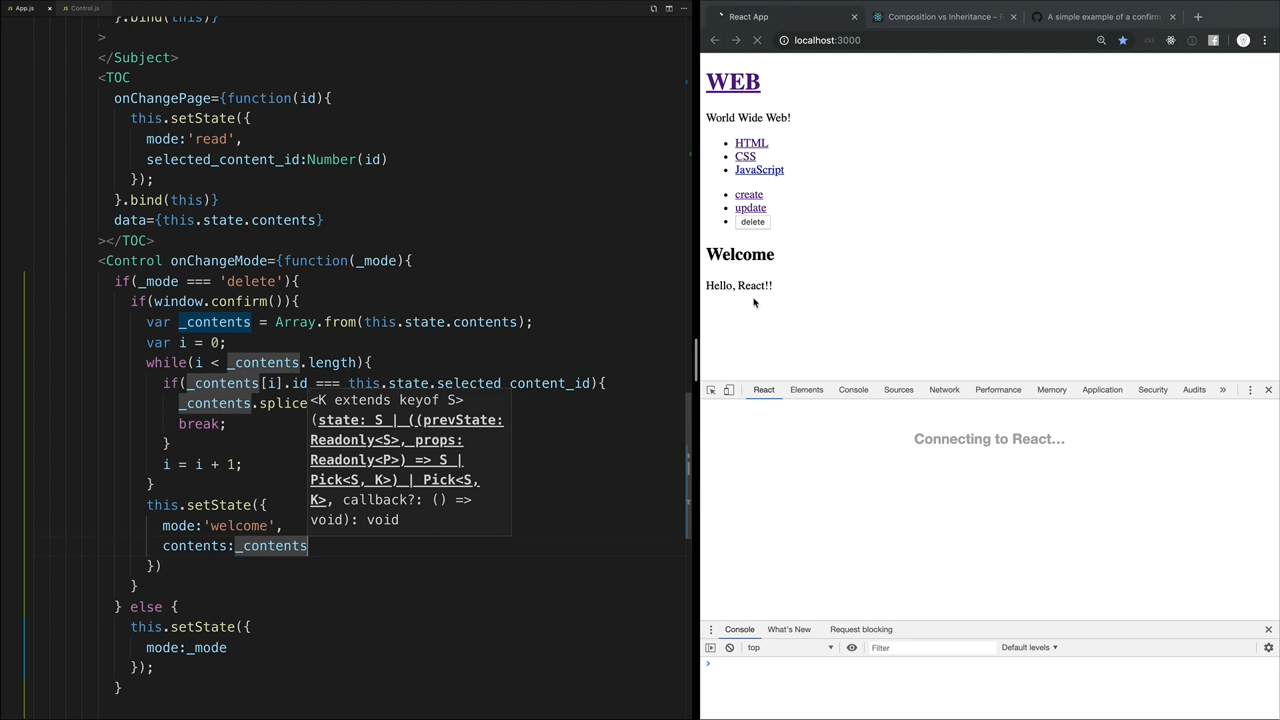 App.js × Control.js
}.bind(this)
>
</Subject>
<TOC
onChangePage={function(id){
this.setState({
mode:'read',
selected_content_id:Number(id)
});
}.bind(this)}
data={this.state.contents}
></TOC>
<Control onChangeMode={function(_mode){
if(_mode === 'delete'){
if(window.confirm()){
var _contents = Array.from(this.state.contents);
var i = 0;
while(i < _contents.length){
if(_contents[i].id === this.state.selected_content_id){
_contents.splice
break;
}
i = i + 1;
}
this.setState({
mode:'welcome',
contents:_contents
})
}
} else {
this.setState({
mode:_mode
});
}
<K extends keyof S>
(state: S | ((prevState:
Readonly<S>, props:
Readonly<P>) => S |
Pick<S, K>) | Pick<S,
K>, callback?: () =>
void): void
React App × Composition vs Inheritance – R × A simple example of a confirm × +
localhost:3000
WEB
World Wide Web!
• HTML
• CSS
• JavaScript
• create
• update
• delete
Welcome
Hello, React!!
React Elements Console Sources Network Performance Memory Application Security Audits »
Connecting to React…
Console What's New Request blocking
top Filter Default levels